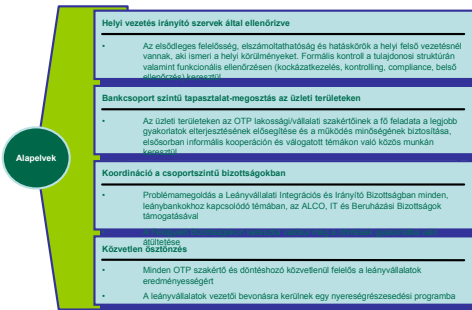 Helyi vezetés irányító szervek által ellenőrizve
• Az elsődleges felelősség, elszámoltathatóság és hatáskörök a helyi felső vezetésnél
vannak, aki ismeri a helyi körülményeket. Formális kontroll a tulajdonosi struktúrán
valamint funkcionális ellenőrzésen (kockázatkezelés, kontrolling, compliance, belső
ellenőrzés) keresztül
Bankcsoport szintű tapasztalat-megosztás az üzleti területeken
• Az üzleti területeken az OTP lakossági/vállalati szakértőinek a fő feladata a legjobb
gyakorlatok elterjesztésének elősegítése és a működés minőségének biztosítása,
elsősorban informális kooperáción és válogatott témákon való közös munkán
keresztül
Alapelvek
Koordináció a csoportszintű bizottságokban
• Problémamegoldás a Leányvállalati Integrációs és Irányító Bizottságban minden,
leánybankokhoz kapcsolódó témában, az ALCO, IT és Beruházási Bizottságok
támogatásával
átültetése
Közvetlen ösztönzés
• Minden OTP szakértő és döntéshozó közvetlenül felelős a leányvállalatok
eredményességért
• A leányvállalatok vezetői bevonásra kerülnek egy nyereségrészesedési programba